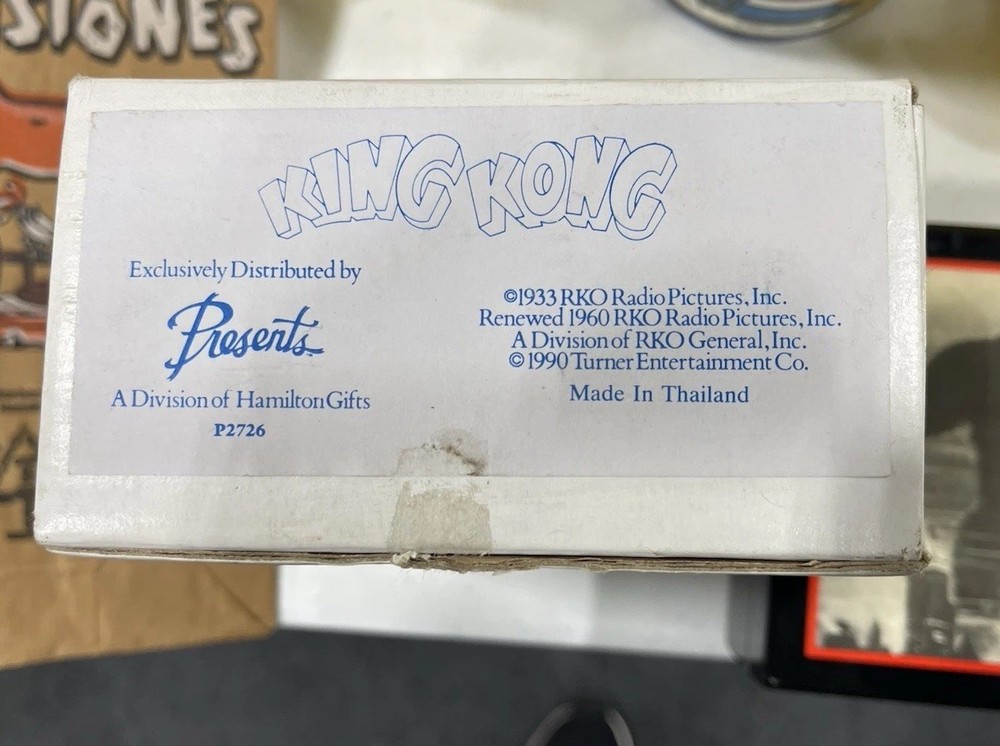 STONES
KING KONG
Exclusively Distributed by
Presents
A Division of Hamilton Gifts
P2726
©1933 RKO Radio Pictures, Inc.
Renewed 1960 RKO Radio Pictures, Inc.
A Division of RKO General, Inc.
©1990 Turner Entertainment Co.
Made In Thailand